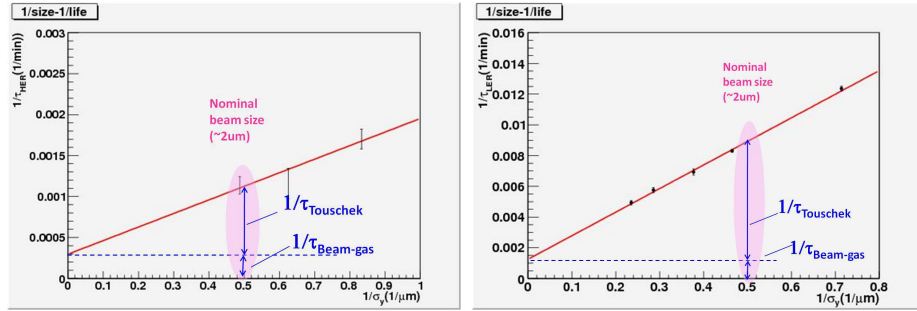 1/size-1/life
1/τHER(1/min))
0.003
0.0025
0.002
0.0015
0.001
0.0005
0
0 0.1 0.2 0.3 0.4 0.5 0.6 0.7 0.8 0.9 1
1/σy(1/μm)
Nominal
beam size
(~2um)
1/τTouschek
1/τBeam-gas
1/size-1/life
1/τLER(1/min)
0.016
0.014
0.012
0.01
0.008
0.006
0.004
0.002
0
0 0.1 0.2 0.3 0.4 0.5 0.6 0.7 0.8
1/σy(1/μm)
Nominal
beam size
(~2um)
1/τTouschek
1/τBeam-gas